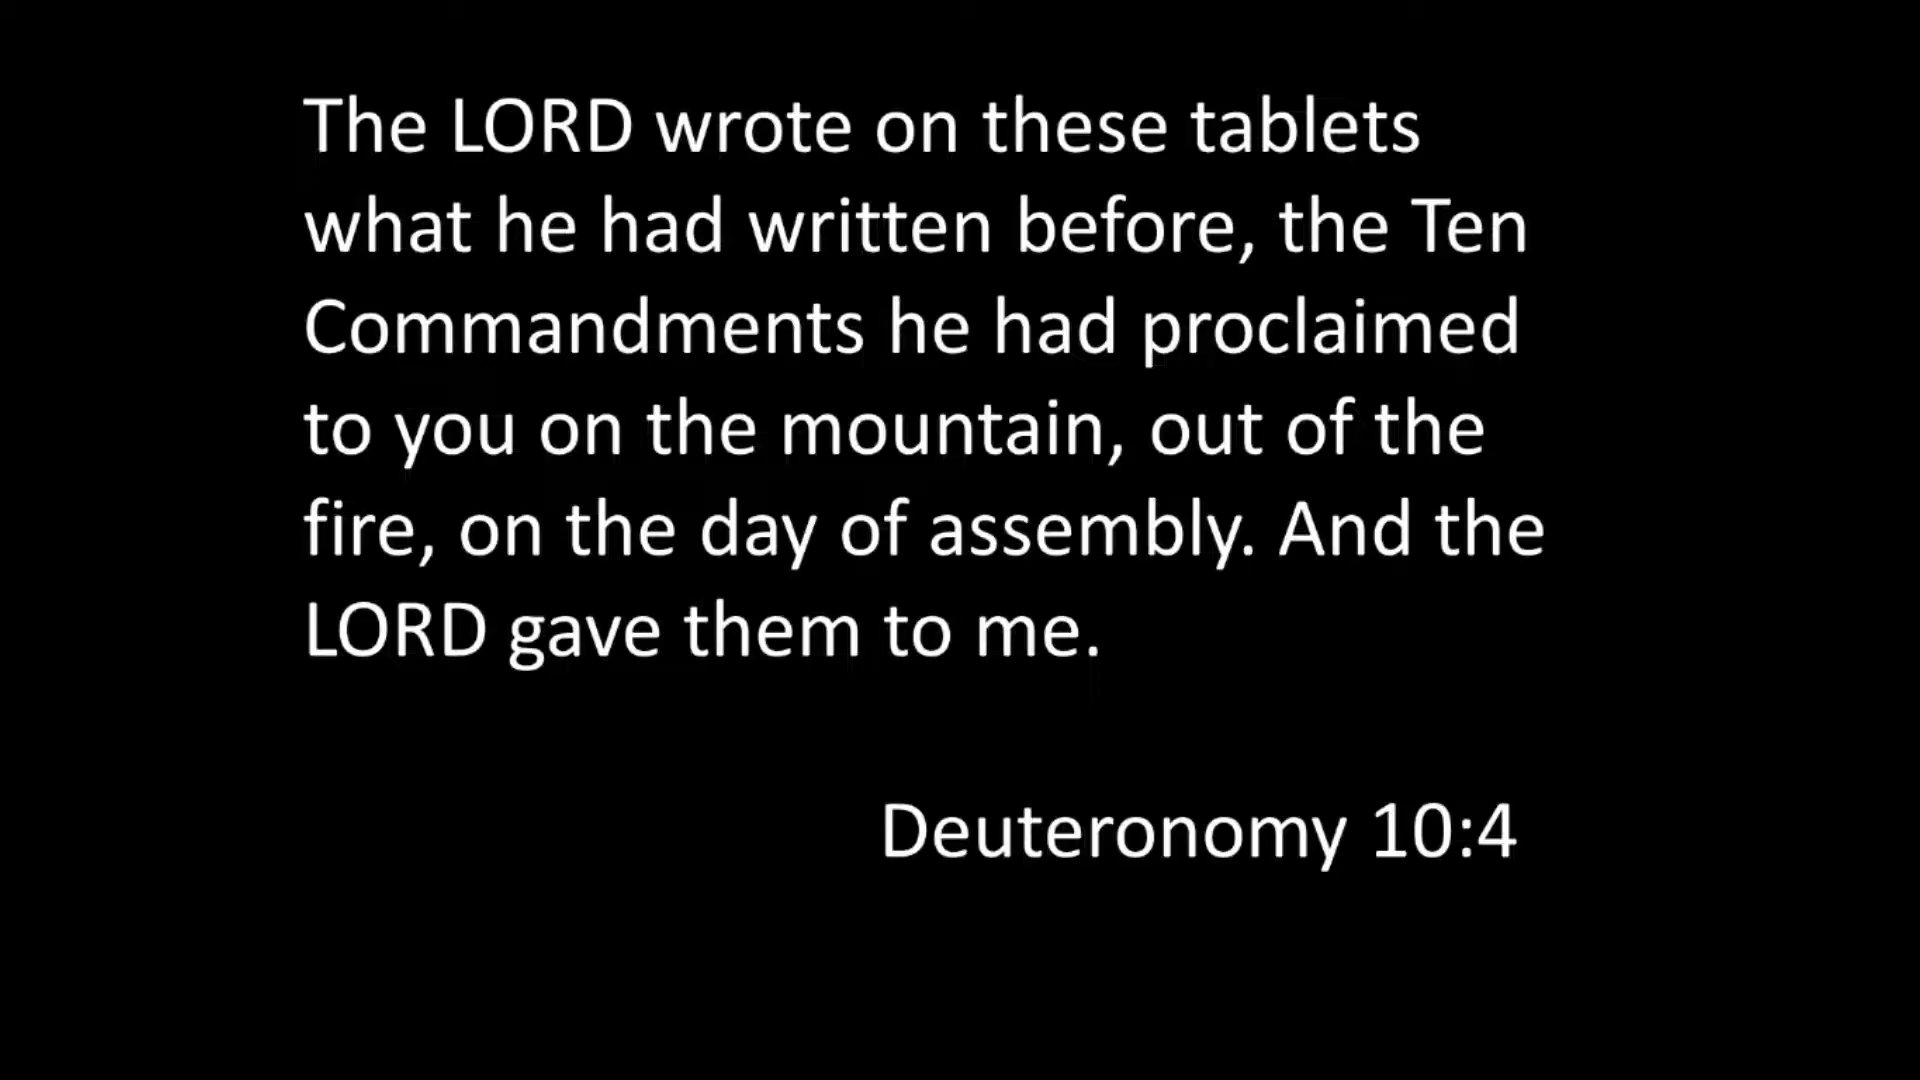 The LORD wrote on these tablets
what he had written before, the Ten
Commandments he had proclaimed
to you on the mountain, out of the
fire, on the day of assembly. And the
LORD gave them to me.
Deuteronomy 10:4